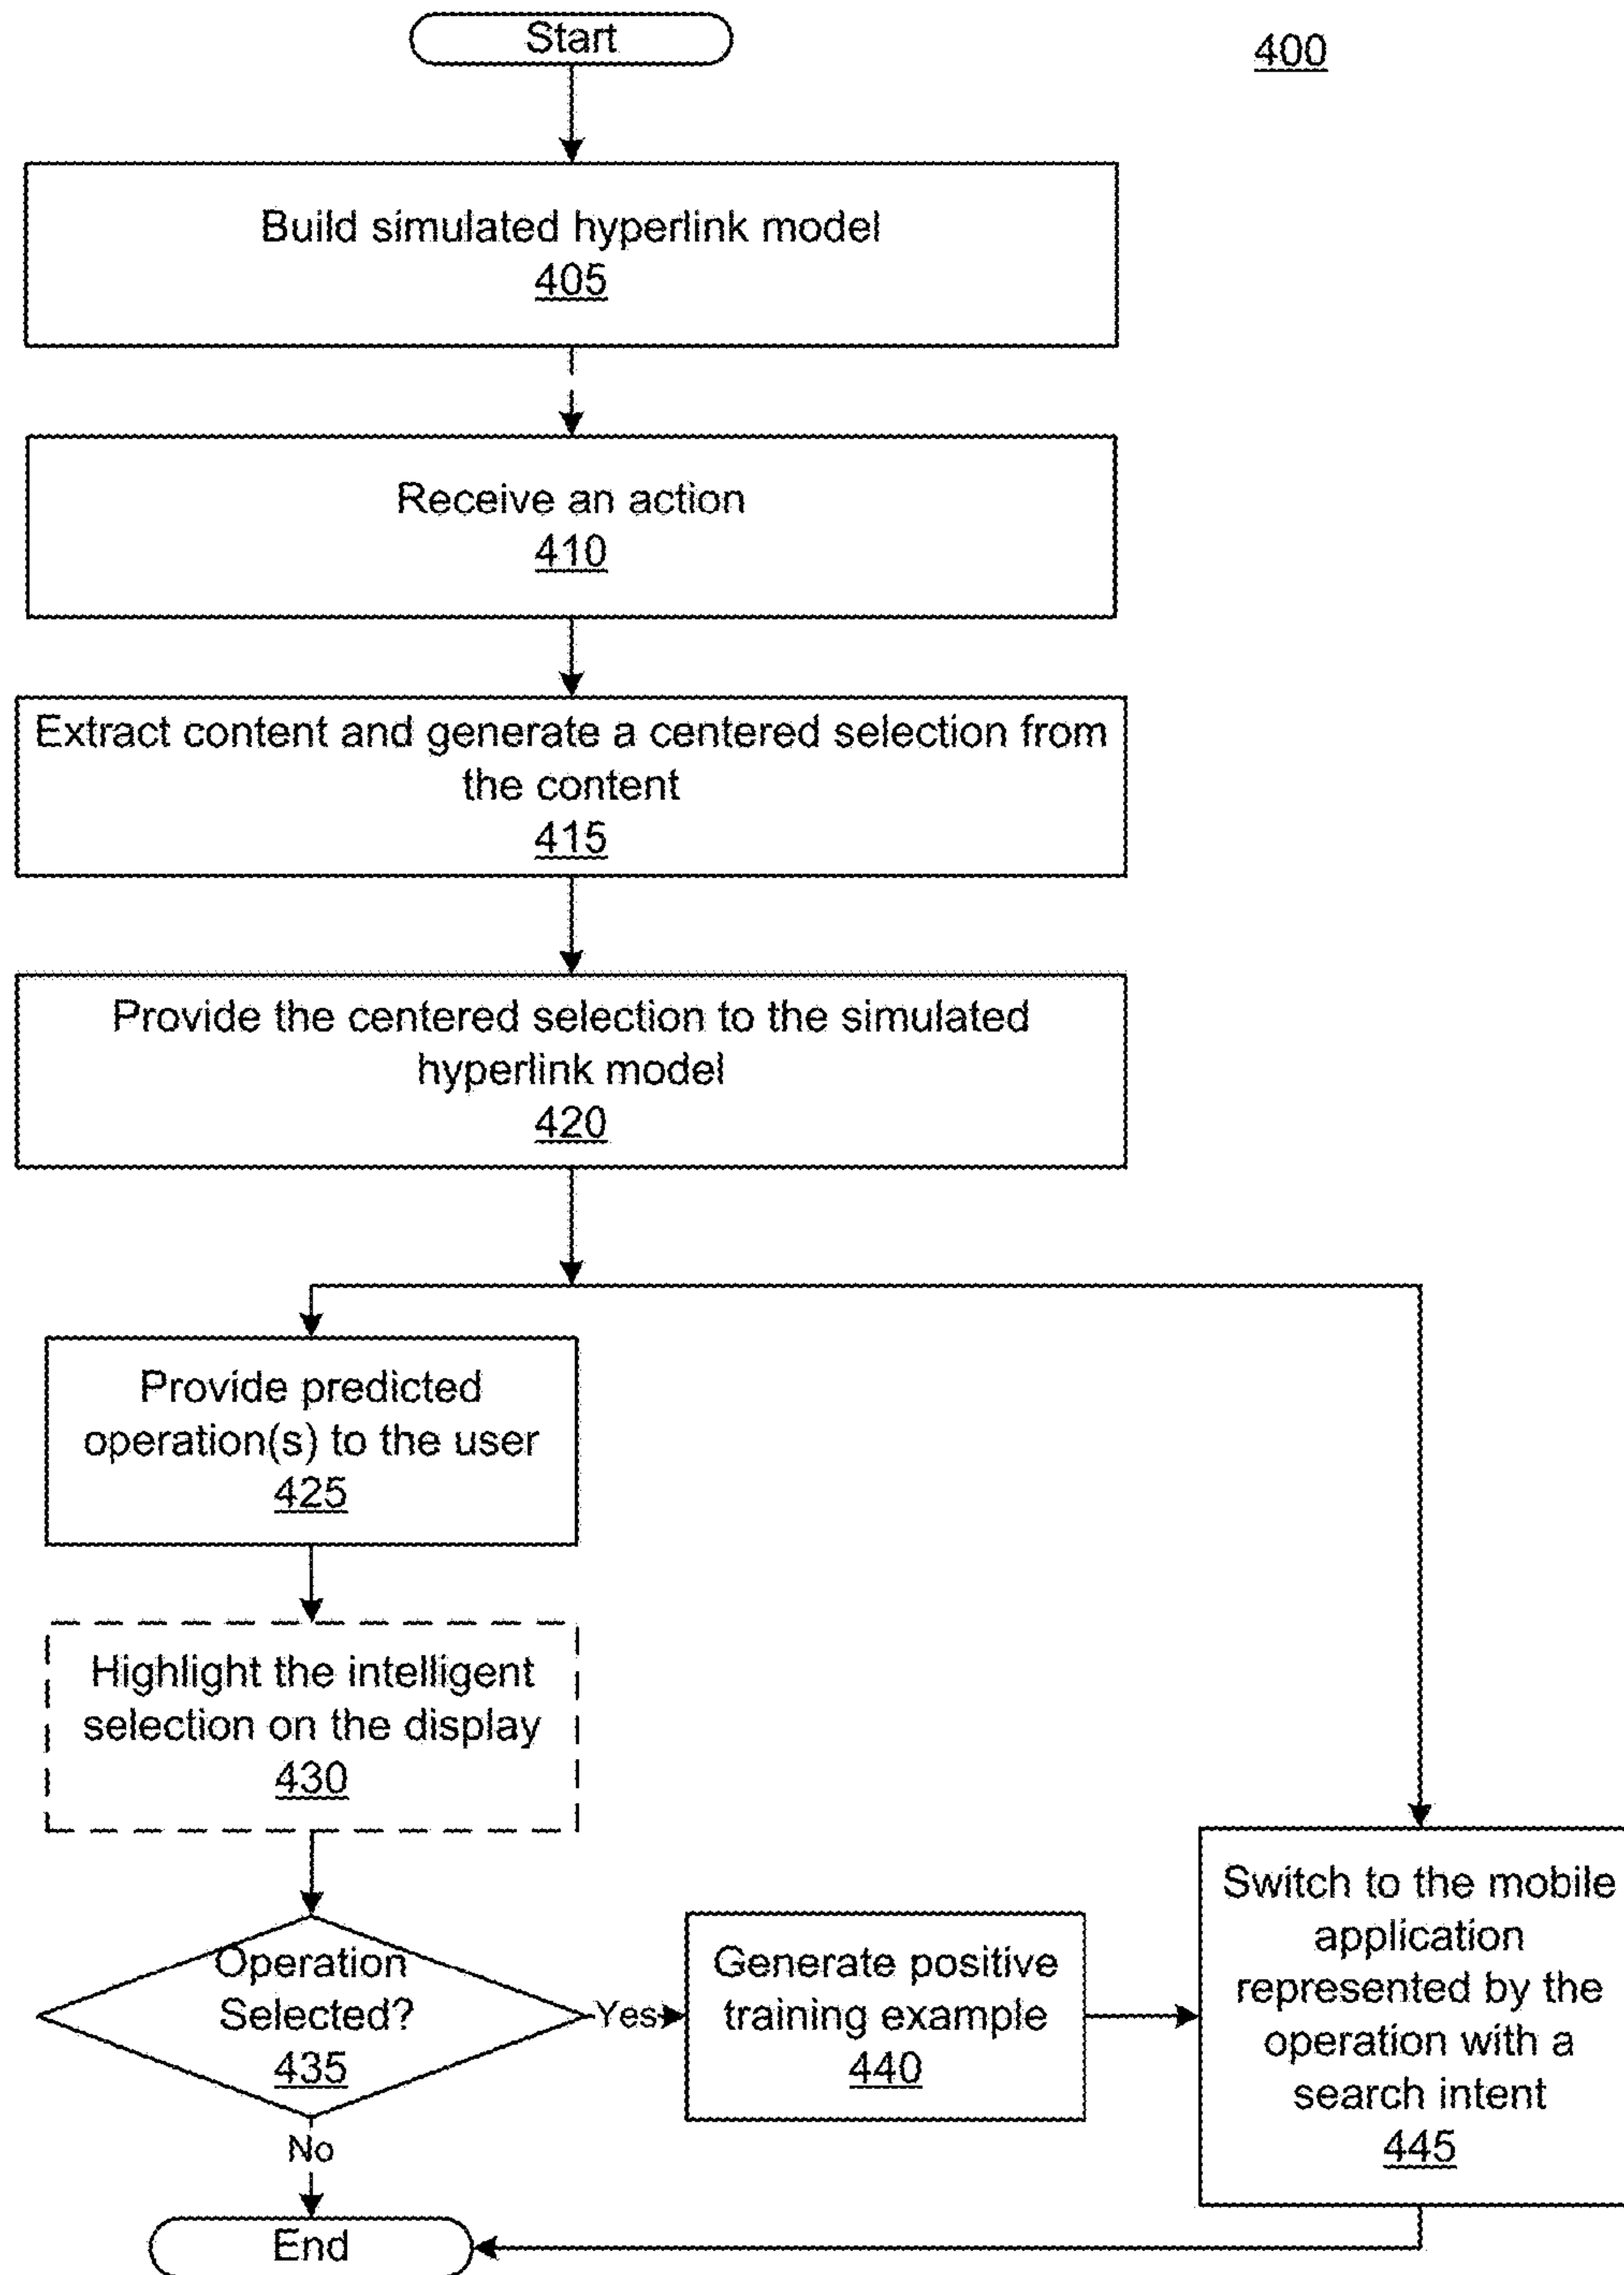 Start
400
Build simulated hyperlink model
405
Receive an action
410
Extract content and generate a centered selection from
the content
415
Provide the centered selection to the simulated
hyperlink model
420
Provide predicted
operation(s) to the user
425
Highlight the intelligent
selection on the display
430
Operation
Selected?
435
Yes
No
Generate positive
training example
440
Switch to the mobile
application
represented by the
operation with a
search intent
445
End